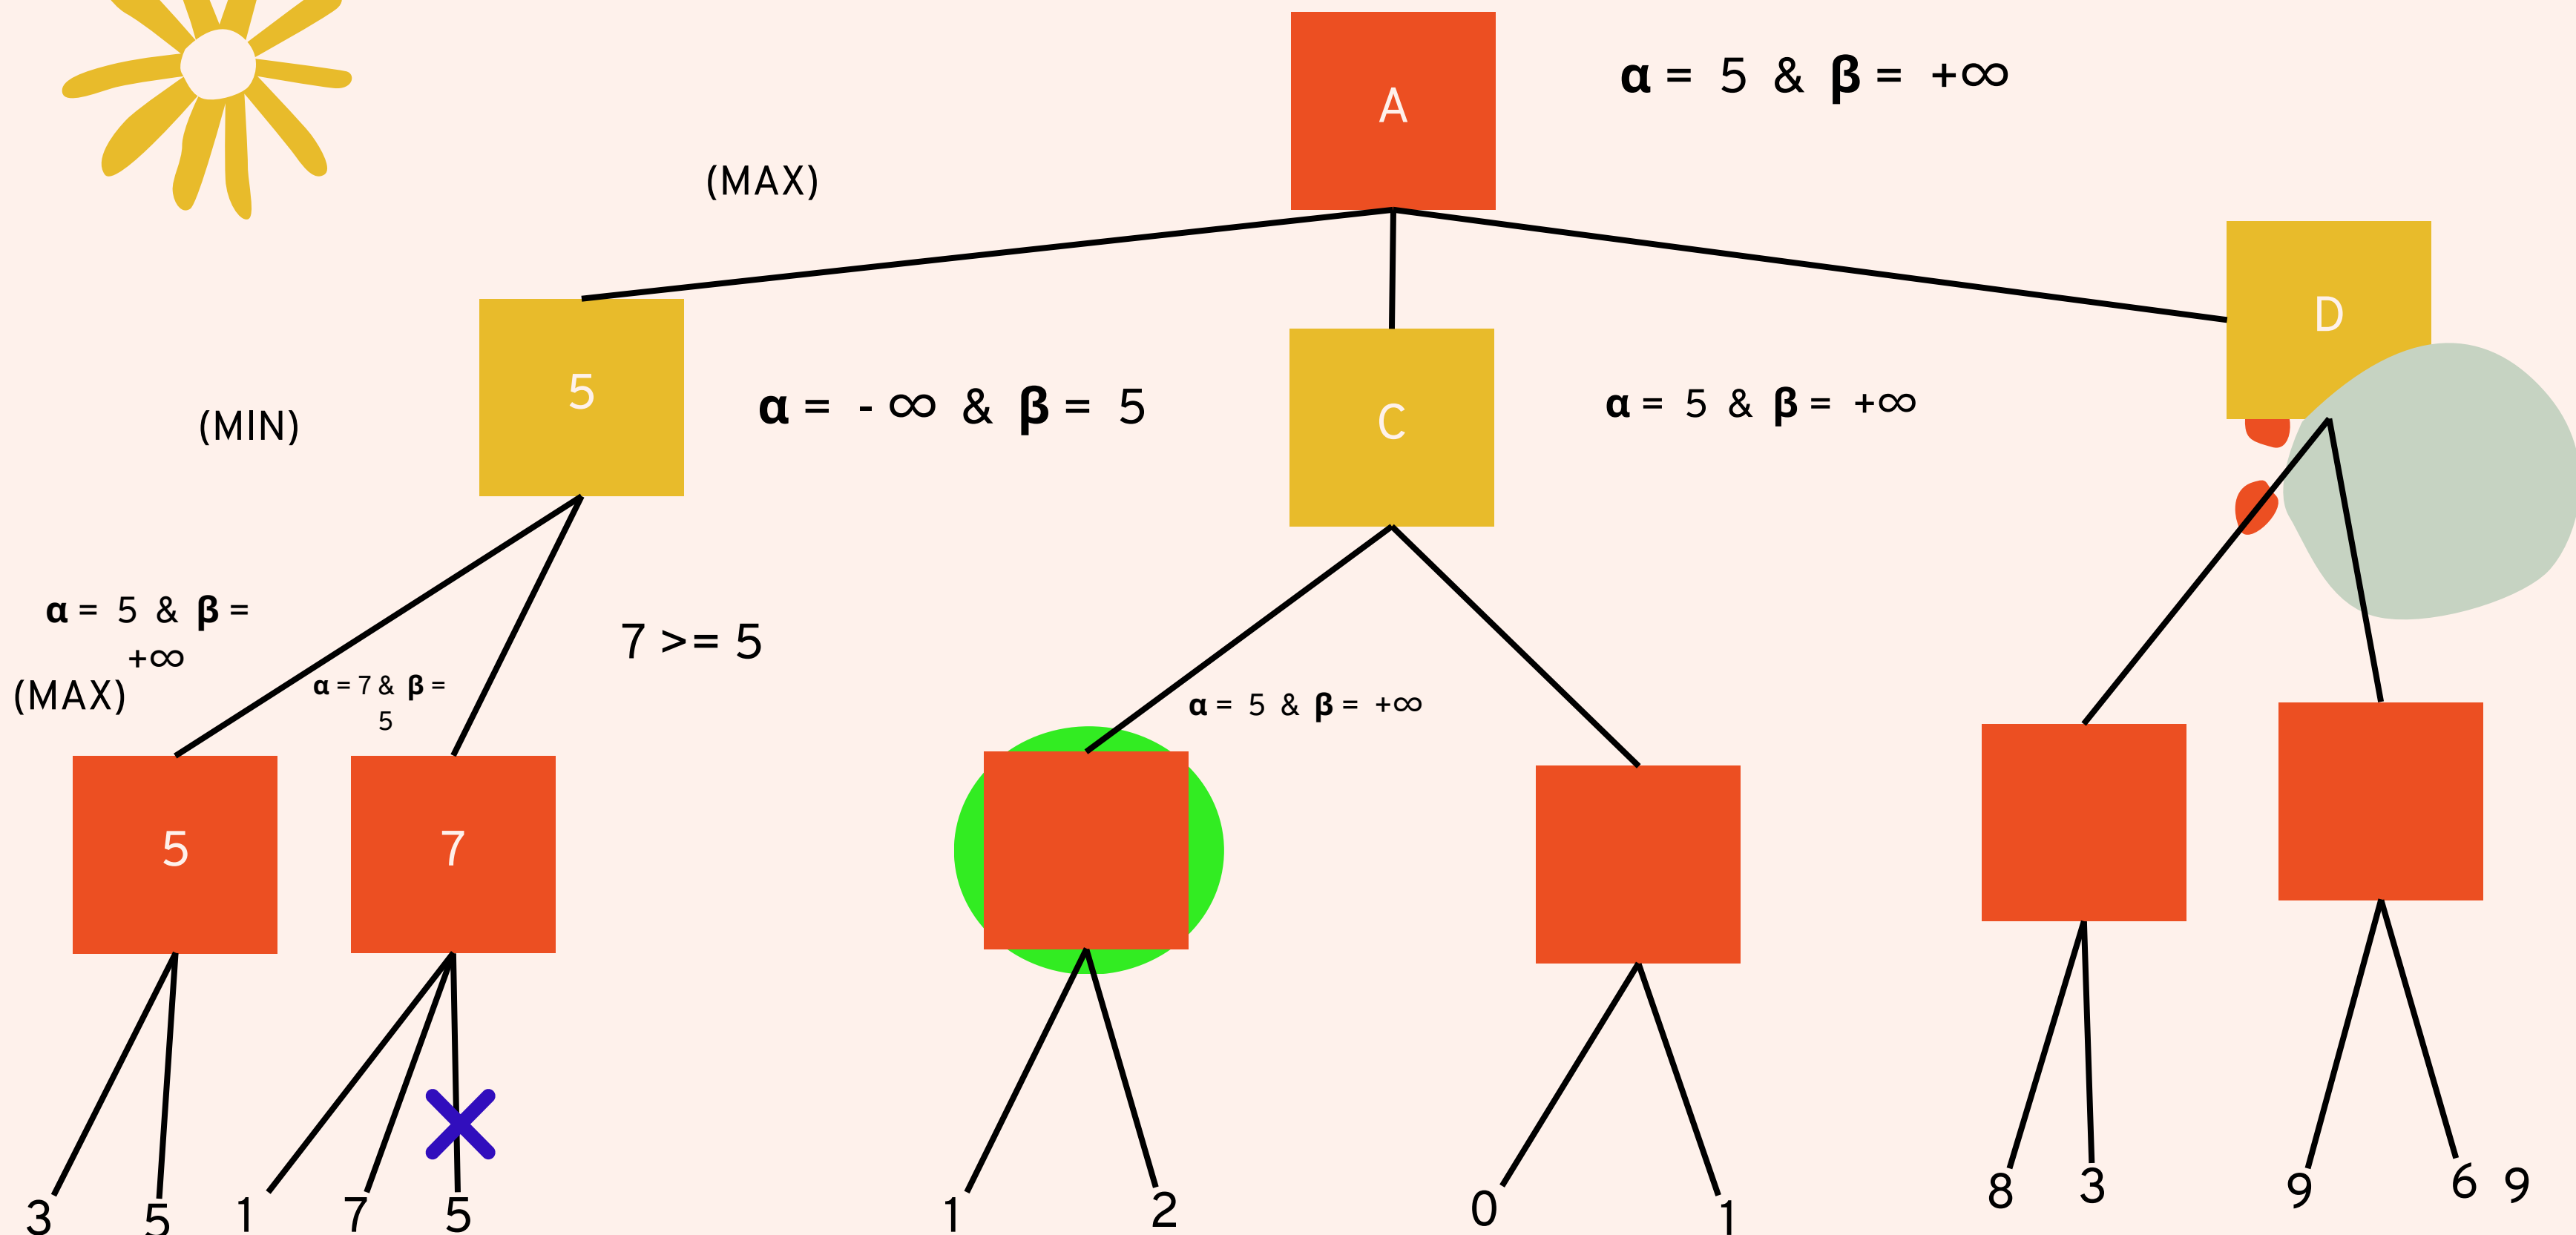 A
α = 5 & β = +∞
(MAX)
D
5
(MIN)
α = - ∞ & β = 5
C
α = 5 & β = +∞
α = 5 & β =
+∞
7 >= 5
(MAX)
α = 7 & β =
5
α = 5 & β = +∞
5
7
3 5 1 7 5 1 2 0 1 8 3 9 6 9